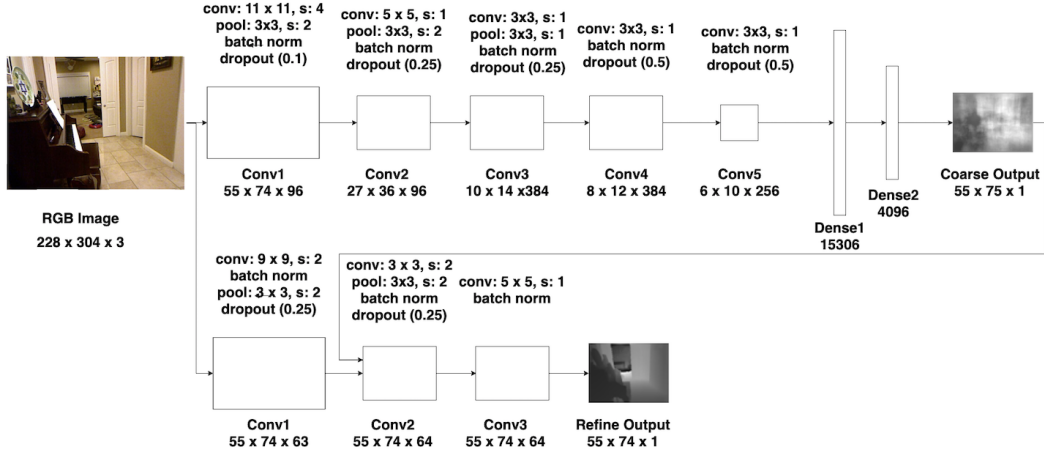 conv: 11 x 11, s: 4
pool: 3x3, s: 2
batch norm
dropout (0.1)
conv: 5 x 5, s: 1
pool: 3x3, s: 2
batch norm
dropout (0.25)
conv: 3x3, s: 1
pool: 3x3, s: 1
batch norm
dropout (0.25)
conv: 3x3, s: 1
batch norm
dropout (0.5)
conv: 3x3, s: 1
batch norm
dropout (0.5)
RGB Image
228 x 304 x 3
Conv1
55 x 74 x 96
Conv2
27 x 36 x 96
Conv3
10 x 14 x384
Conv4
8 x 12 x 384
Conv5
6 x 10 x 256
Dense1
15306
Dense2
4096
Coarse Output
55 x 75 x 1
conv: 9 x 9, s: 2
batch norm
pool: 3 x 3, s: 2
dropout (0.25)
conv: 3 x 3, s: 2
pool: 3x3, s: 2
batch norm
dropout (0.25)
conv: 5 x 5, s: 1
batch norm
Conv1
55 x 74 x 63
Conv2
55 x 74 x 64
Conv3
55 x 74 x 64
Refine Output
55 x 74 x 1